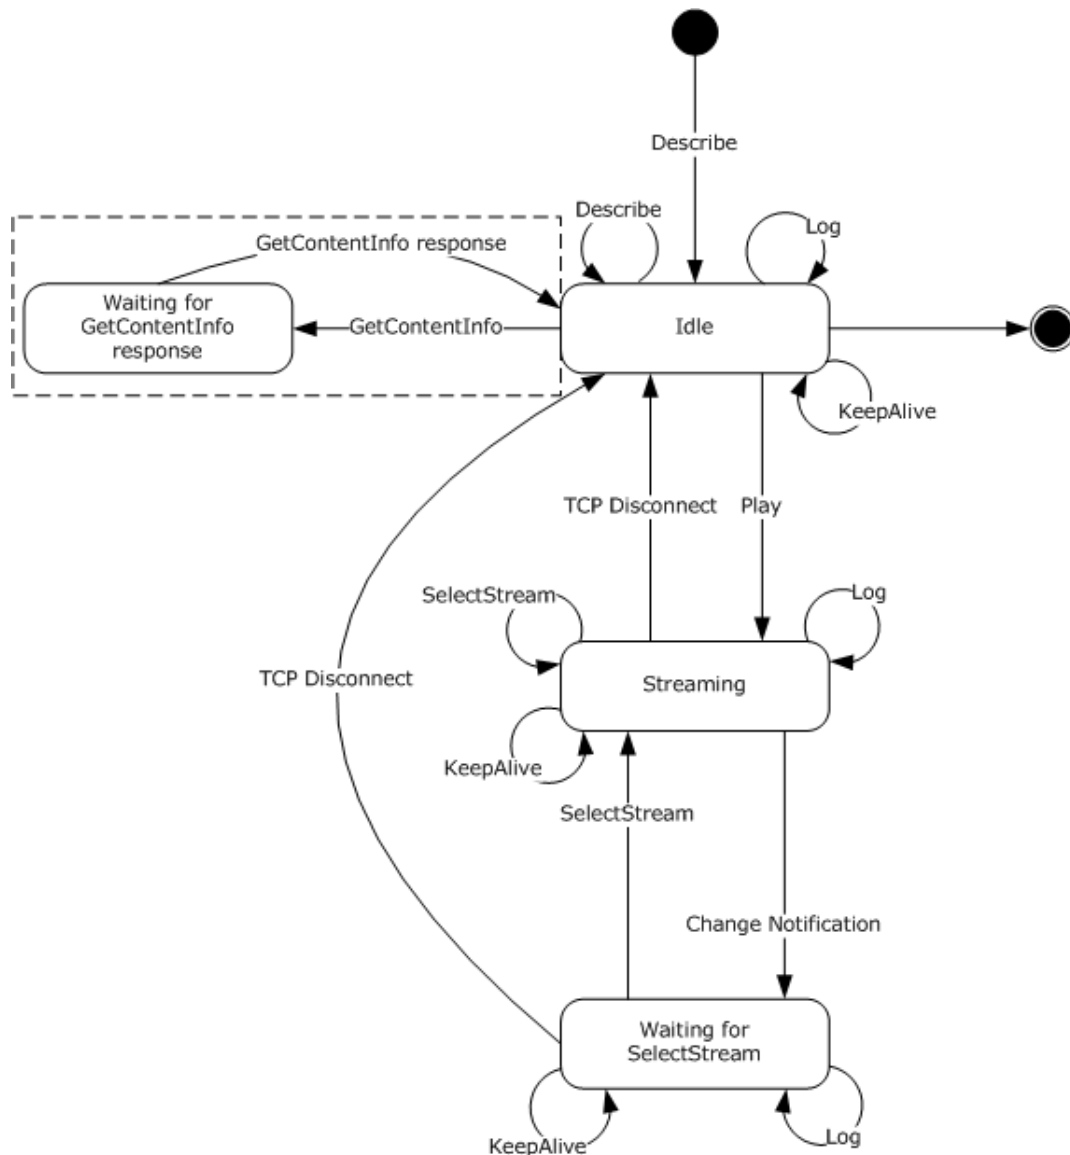 Describe
Describe
Log
GetContentInfo response
Waiting for
GetContentInfo
response
GetContentInfo
Idle
KeepAlive
TCP Disconnect
Play
SelectStream
Log
TCP Disconnect
Streaming
KeepAlive
SelectStream
Change Notification
Waiting for
SelectStream
KeepAlive
Log